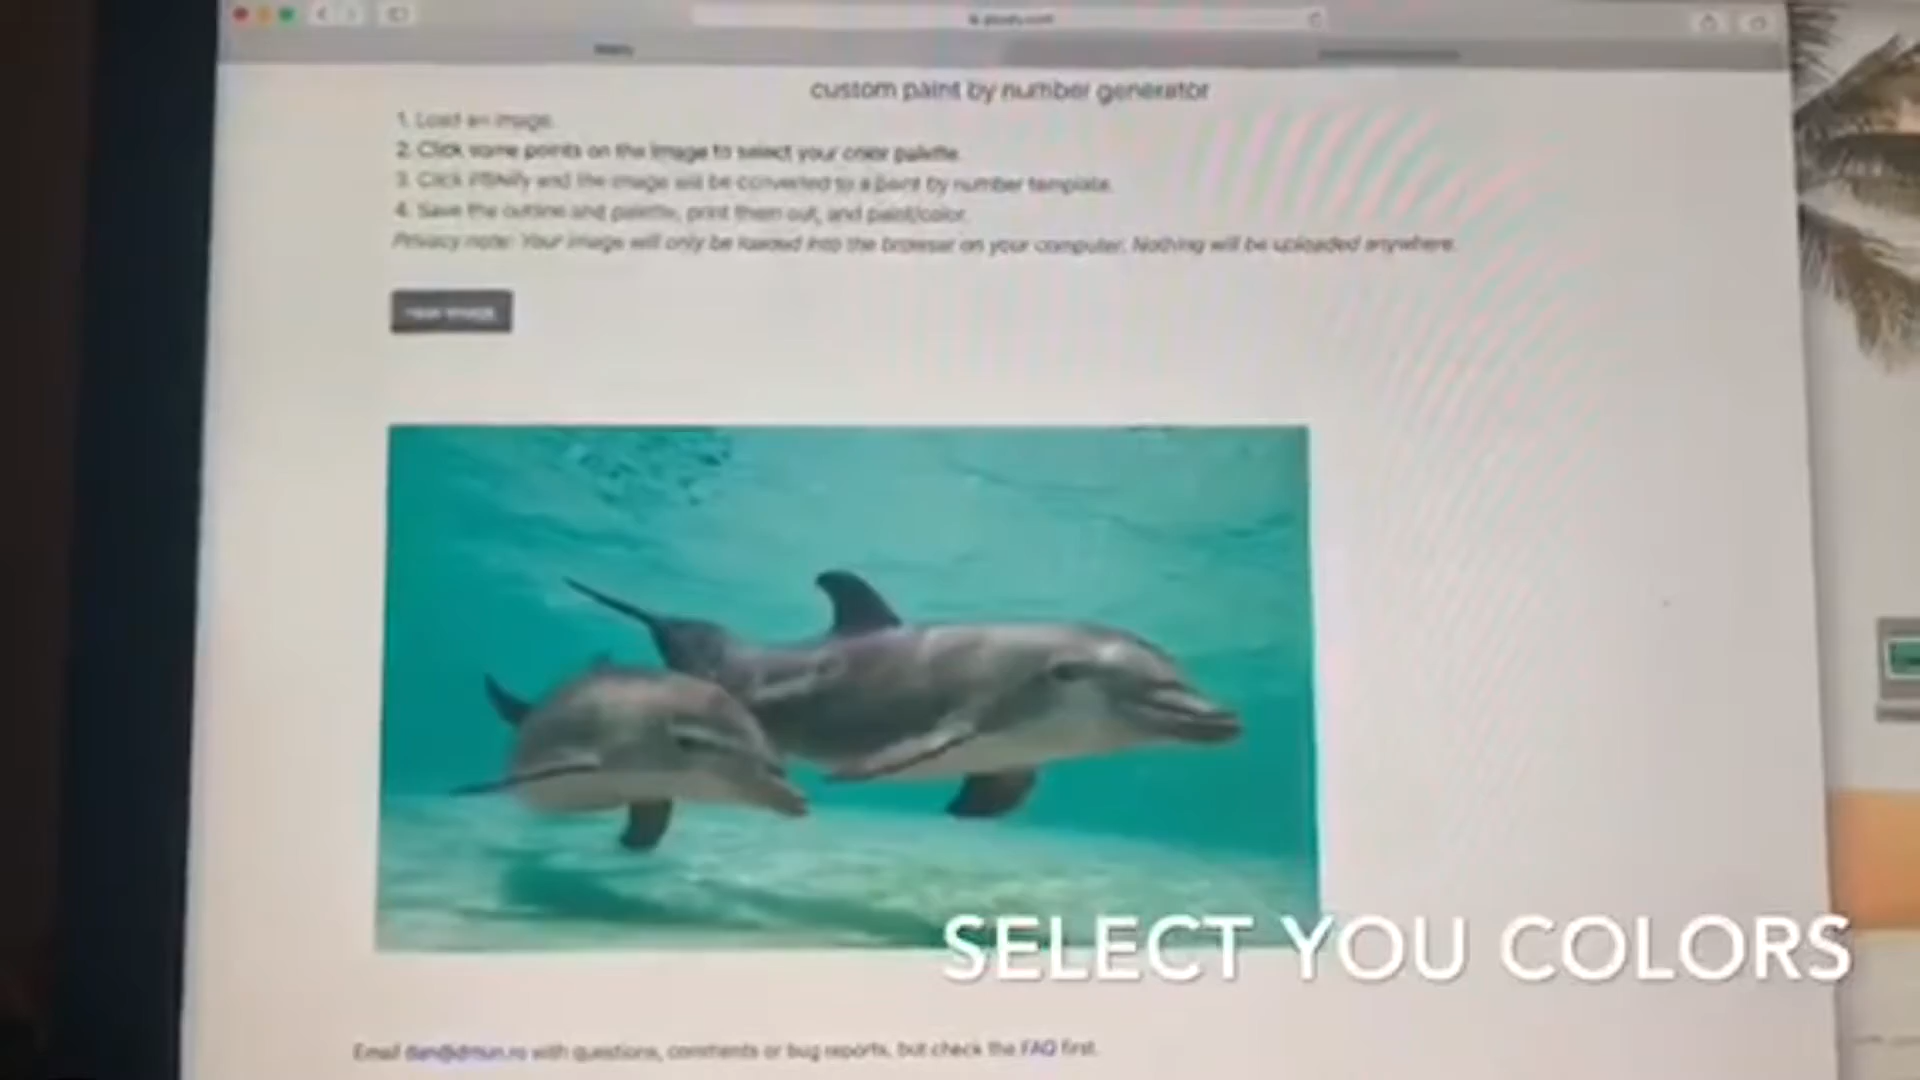 custom paint by number generator
1. Load an image.
2. Click some points on the image to select your color palette.
3. Click PBNify and the image will be converted to a paint by number template.
4. Save the outline and palette, print them out, and paint/color.
Privacy note: Your image will only be loaded into the browser on your computer. Nothing will be uploaded anywhere.
SELECT YOU COLORS
Email dan@drmun.ro with questions, comments or bug reports, but check the FAQ first.